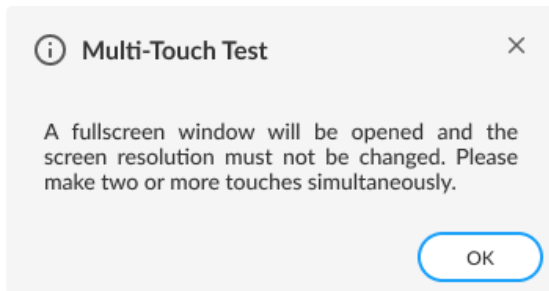 Multi-Touch Test
A fullscreen window will be opened and the
screen resolution must not be changed. Please
make two or more touches simultaneously.
OK